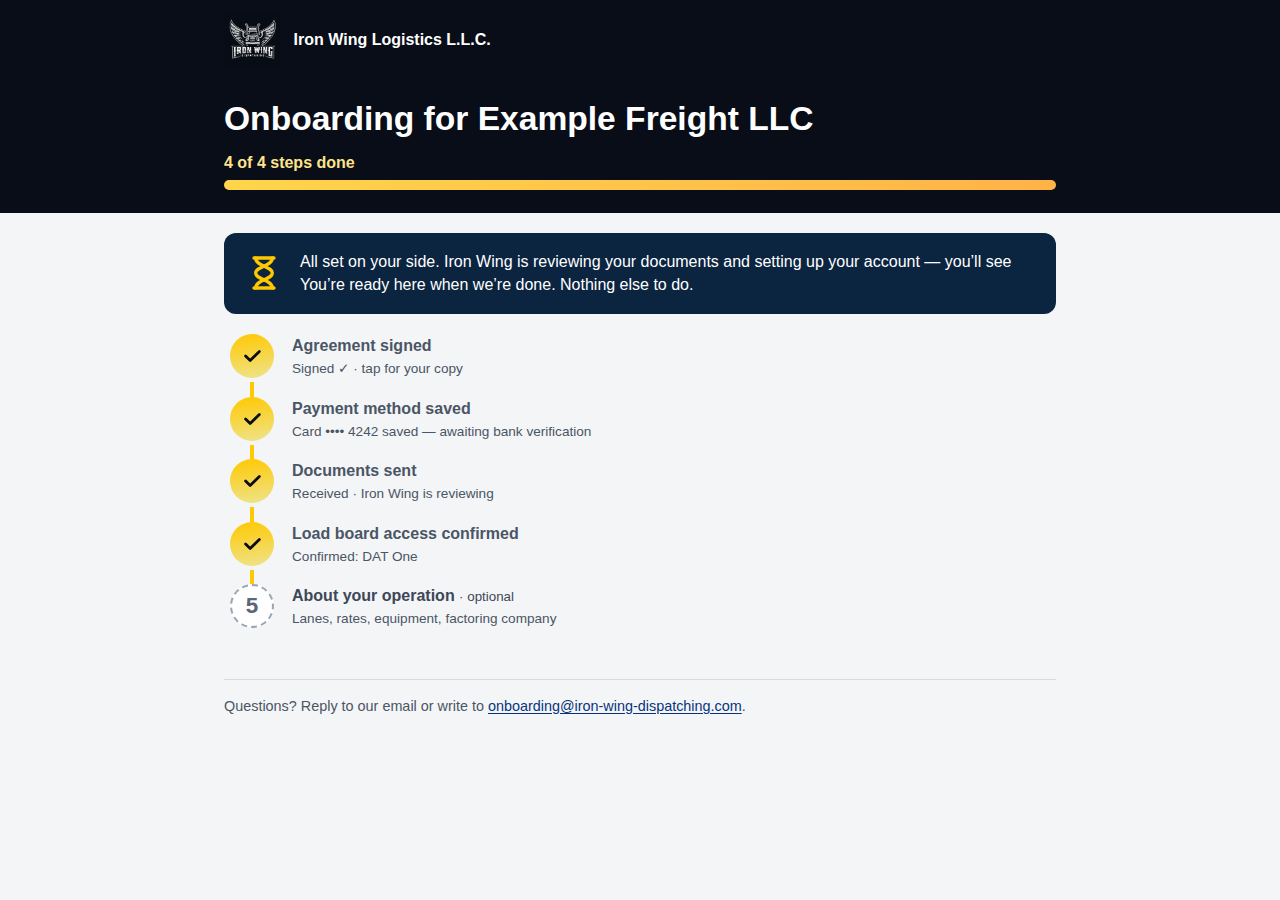 IRON WING
Iron Wing Logistics L.L.C.
Onboarding for Example Freight LLC
4 of 4 steps done
All set on your side. Iron Wing is reviewing your documents and setting up your account — you’ll see
You’re ready here when we’re done. Nothing else to do.
Agreement signed
Signed ✓ · tap for your copy
Payment method saved
Card •••• 4242 saved — awaiting bank verification
Documents sent
Received · Iron Wing is reviewing
Load board access confirmed
Confirmed: DAT One
5
About your operation · optional
Lanes, rates, equipment, factoring company
Questions? Reply to our email or write to onboarding@iron-wing-dispatching.com.